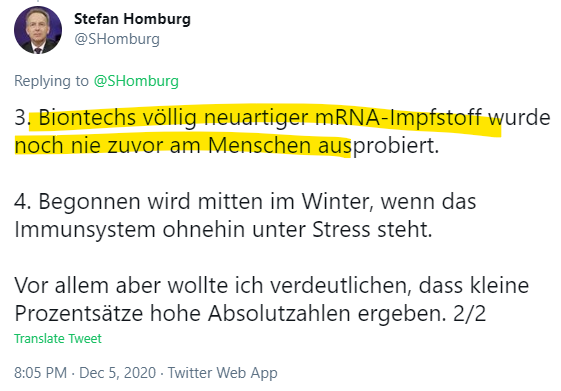 Stefan Homburg
@SHomburg
Replying to @SHomburg
3. Biontechs völlig neuartiger mRNA-Impfstoff wurde
noch nie zuvor am Menschen ausprobiert.
4. Begonnen wird mitten im Winter, wenn das
Immunsystem ohnehin unter Stress steht.
Vor allem aber wollte ich verdeutlichen, dass kleine
Prozentsätze hohe Absolutzahlen ergeben. 2/2
Translate Tweet
8:05 PM · Dec 5, 2020 · Twitter Web App